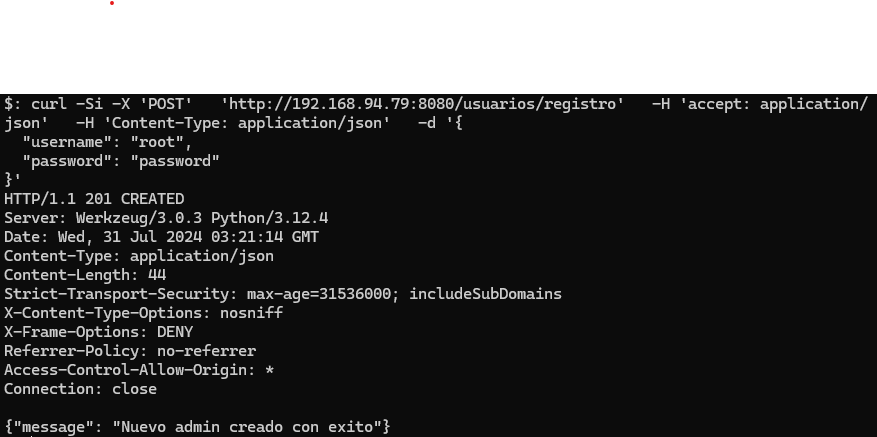 $: curl -Si -X 'POST'   'http://192.168.94.79:8080/usuarios/registro'   -H 'accept: application/
json'   -H 'Content-Type: application/json'   -d '{
  "username": "root",
  "password": "password"
}'
HTTP/1.1 201 CREATED
Server: Werkzeug/3.0.3 Python/3.12.4
Date: Wed, 31 Jul 2024 03:21:14 GMT
Content-Type: application/json
Content-Length: 44
Strict-Transport-Security: max-age=31536000; includeSubDomains
X-Content-Type-Options: nosniff
X-Frame-Options: DENY
Referrer-Policy: no-referrer
Access-Control-Allow-Origin: *
Connection: close

{"message": "Nuevo admin creado con exito"}